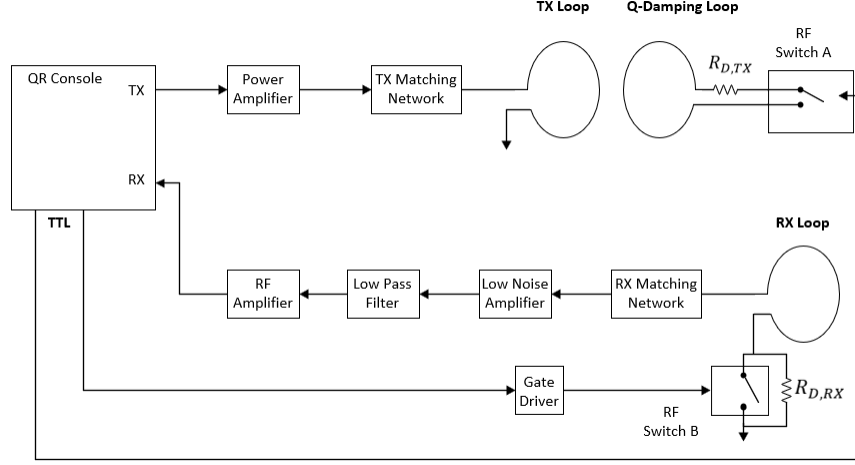 TX Loop
Q-Damping Loop
RF
Switch A
R_{D,TX}
QR Console
TX
Power
Amplifier
TX Matching
Network
RX
TTL
RX Loop
RF
Amplifier
Low Pass
Filter
Low Noise
Amplifier
RX Matching
Network
Gate
Driver
RF
Switch B
R_{D,RX}